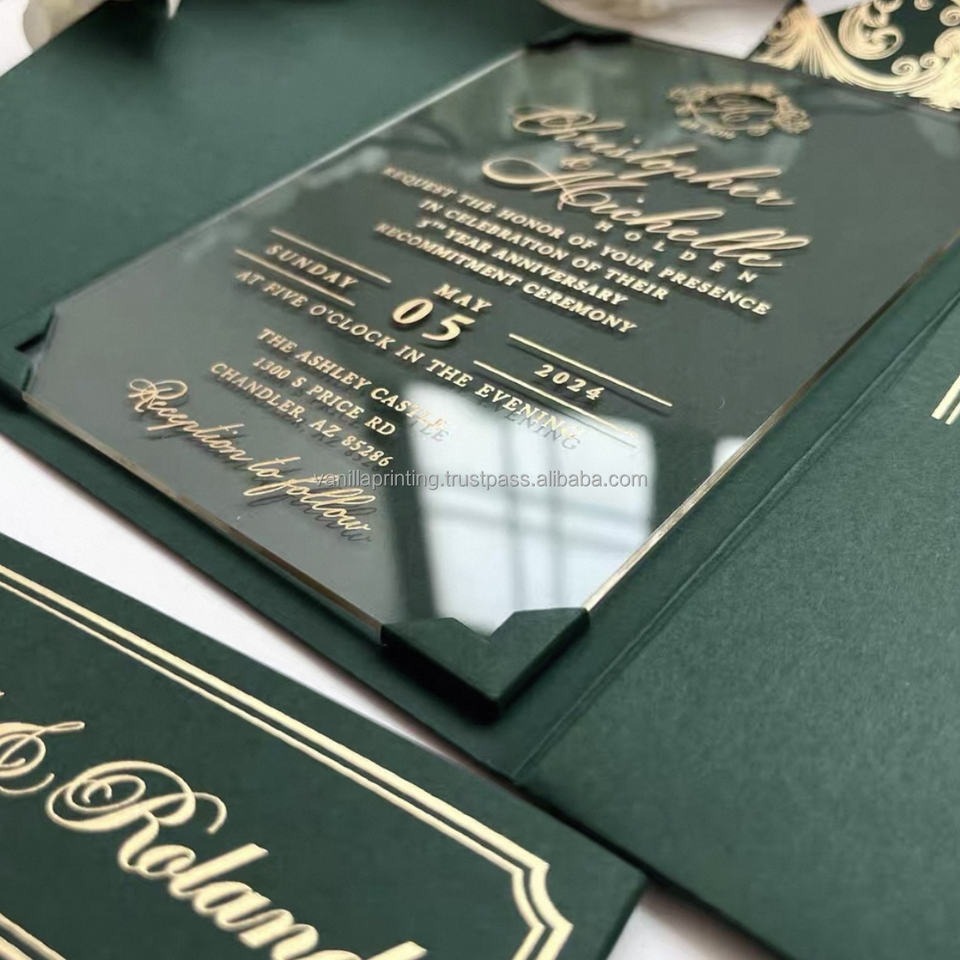 Christopher
&
Michelle
HOLDEN
REQUEST THE HONOR OF YOUR PRESENCE
IN CELEBRATION OF THEIR
5TH YEAR ANNIVERSARY
RECOMMITMENT CEREMONY
SUNDAY
MAY
05
2024
AT FIVE O'CLOCK IN THE EVENING
THE ASHLEY CASTLE
1300 S PRICE RD
CHANDLER, AZ 85286
Reception to follow
vanillaprinting.en.trustpass.alibaba.com
& Roland